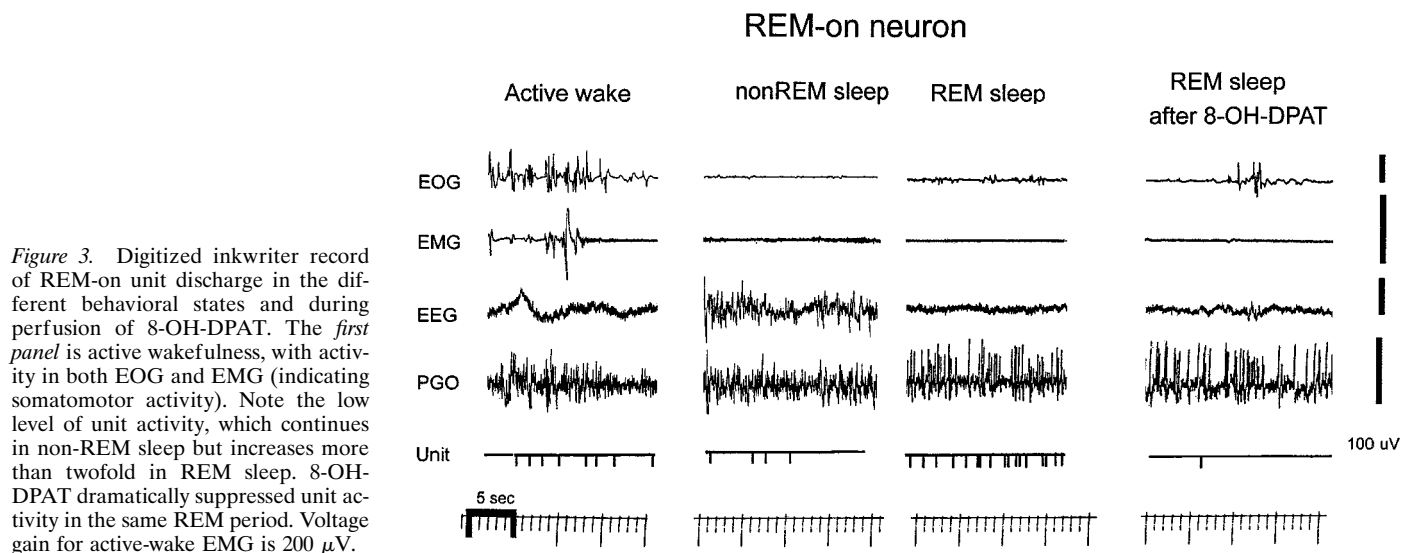 REM-on neuron
Active wake
nonREM sleep
REM sleep
REM sleep
after 8-OH-DPAT
EOG
EMG
EEG
PGO
Unit
100 uV
5 sec
Figure 3. Digitized inkwriter record
of REM-on unit discharge in the dif-
ferent behavioral states and during
perfusion of 8-OH-DPAT. The first
panel is active wakefulness, with activ-
ity in both EOG and EMG (indicating
somatomotor activity). Note the low
level of unit activity, which continues
in non-REM sleep but increases more
than twofold in REM sleep. 8-OH-
DPAT dramatically suppressed unit ac-
tivity in the same REM period. Voltage
gain for active-wake EMG is 200 μV.